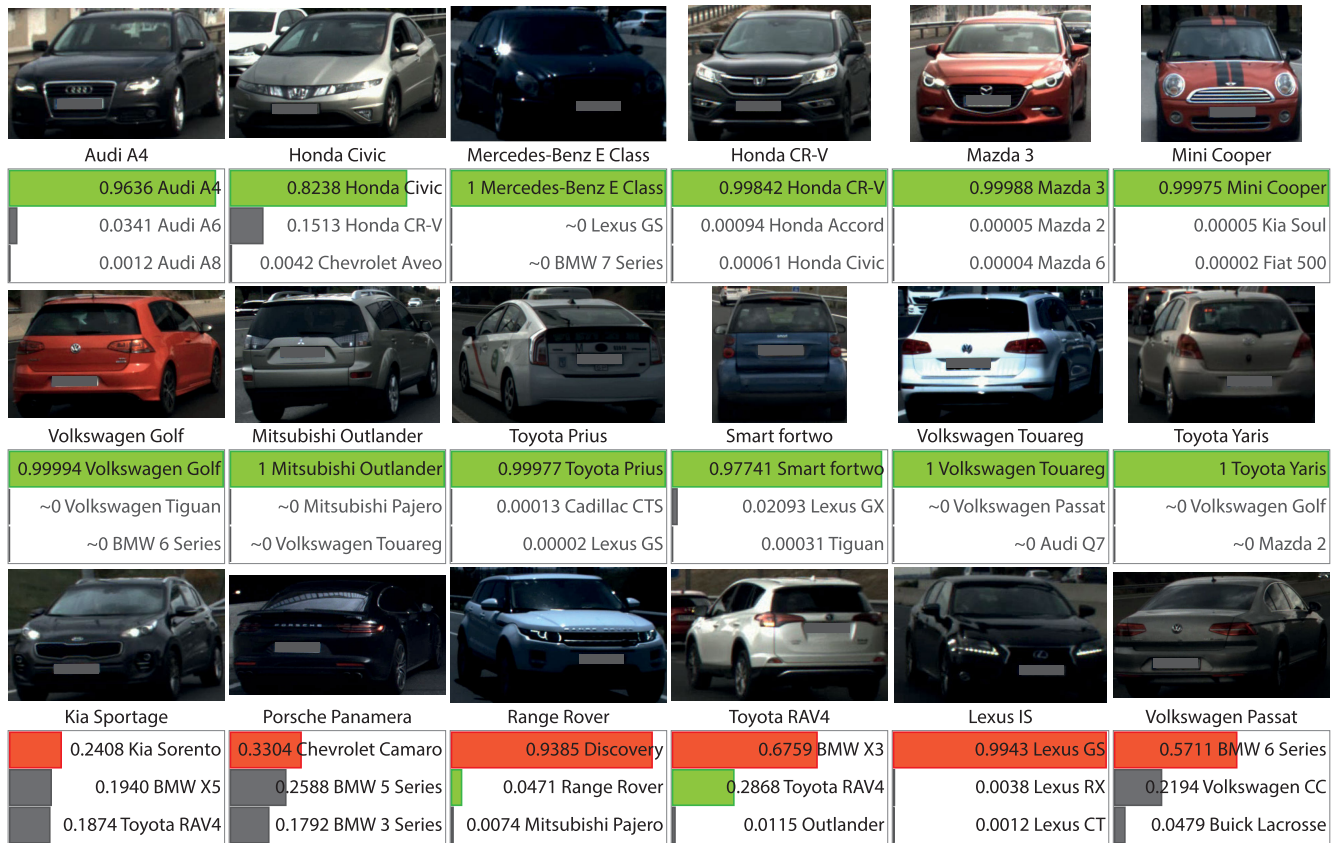 Audi A4
Honda Civic
Mercedes-Benz E Class
Honda CR-V
Mazda 3
Mini Cooper
0.9636 Audi A4
0.8238 Honda Civic
1 Mercedes-Benz E Class
0.99842 Honda CR-V
0.99988 Mazda 3
0.99975 Mini Cooper
0.0341 Audi A6
0.1513 Honda CR-V
~0 Lexus GS
0.00094 Honda Accord
0.00005 Mazda 2
0.00005 Kia Soul
0.0012 Audi A8
0.0042 Chevrolet Aveo
~0 BMW 7 Series
0.00061 Honda Civic
0.00004 Mazda 6
0.00002 Fiat 500
Volkswagen Golf
Mitsubishi Outlander
Toyota Prius
Smart fortwo
Volkswagen Touareg
Toyota Yaris
0.99994 Volkswagen Golf
1 Mitsubishi Outlander
0.99977 Toyota Prius
0.97741 Smart fortwo
1 Volkswagen Touareg
1 Toyota Yaris
~0 Volkswagen Tiguan
~0 Mitsubishi Pajero
0.00013 Cadillac CTS
0.02093 Lexus GX
~0 Volkswagen Passat
~0 Volkswagen Golf
~0 BMW 6 Series
~0 Volkswagen Touareg
0.00002 Lexus GS
0.00031 Tiguan
~0 Audi Q7
~0 Mazda 2
PORSCHE
Kia Sportage
Porsche Panamera
Range Rover
Toyota RAV4
Lexus IS
Volkswagen Passat
0.2408 Kia Sorento
0.3304 Chevrolet Camaro
0.9385 Discovery
0.6759 BMW X3
0.9943 Lexus GS
0.5711 BMW 6 Series
0.1940 BMW X5
0.2588 BMW 5 Series
0.0471 Range Rover
0.2868 Toyota RAV4
0.0038 Lexus RX
0.2194 Volkswagen CC
0.1874 Toyota RAV4
0.1792 BMW 3 Series
0.0074 Mitsubishi Pajero
0.0115 Outlander
0.0012 Lexus CT
0.0479 Buick Lacrosse